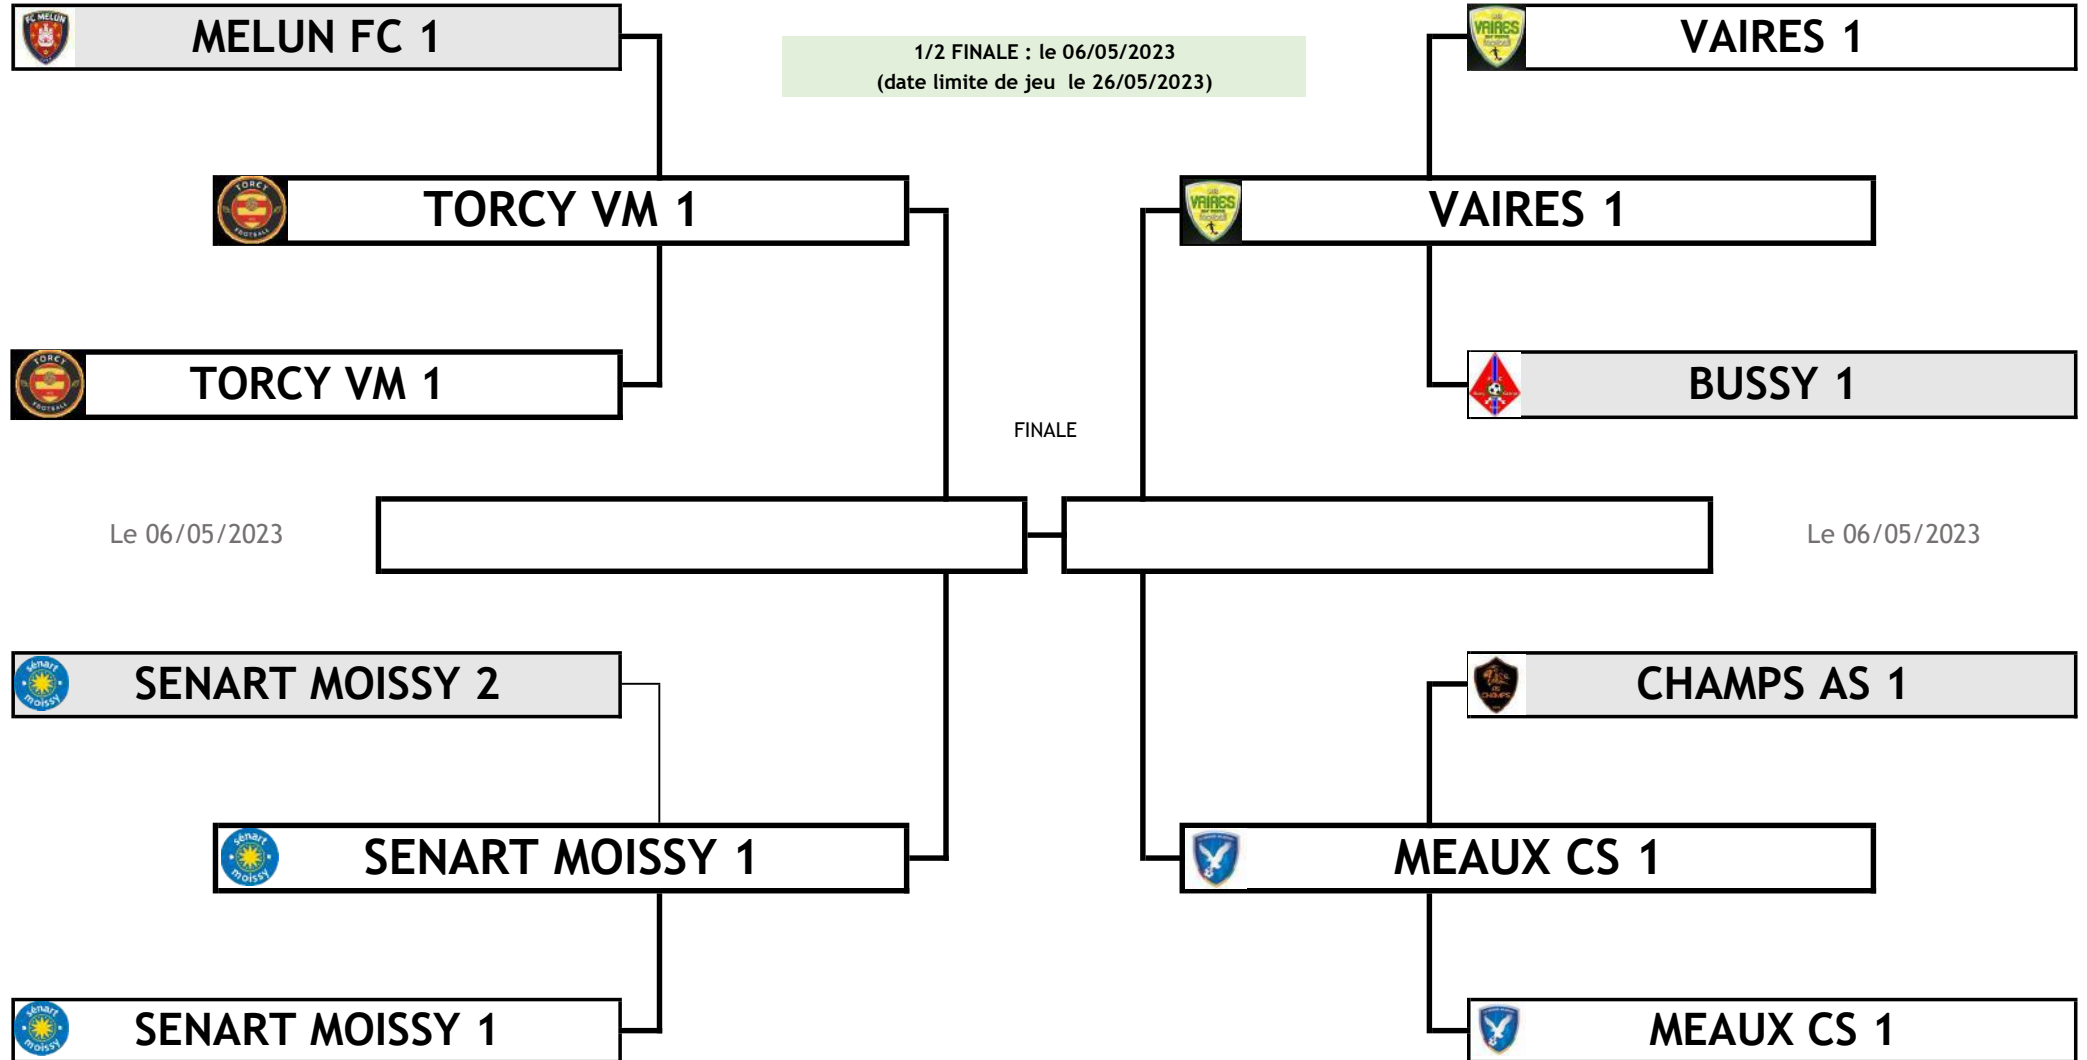 MELUN FC 1
1/2 FINALE : le 06/05/2023
(date limite de jeu le 26/05/2023)
VAIRES 1
TORCY VM 1
VAIRES 1
TORCY VM 1
BUSSY 1
FINALE
Le 06/05/2023
Le 06/05/2023
SENART MOISSY 2
CHAMPS AS 1
SENART MOISSY 1
MEAUX CS 1
SENART MOISSY 1
MEAUX CS 1